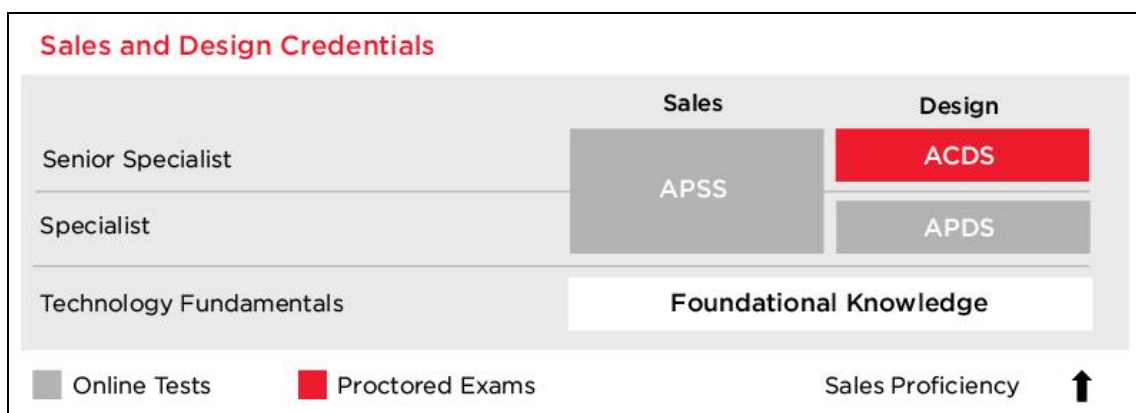 Sales and Design Credentials
Sales Design
Senior Specialist ACDS
APSS
Specialist APDS
Technology Fundamentals Foundational Knowledge
Online Tests Proctored Exams Sales Proficiency